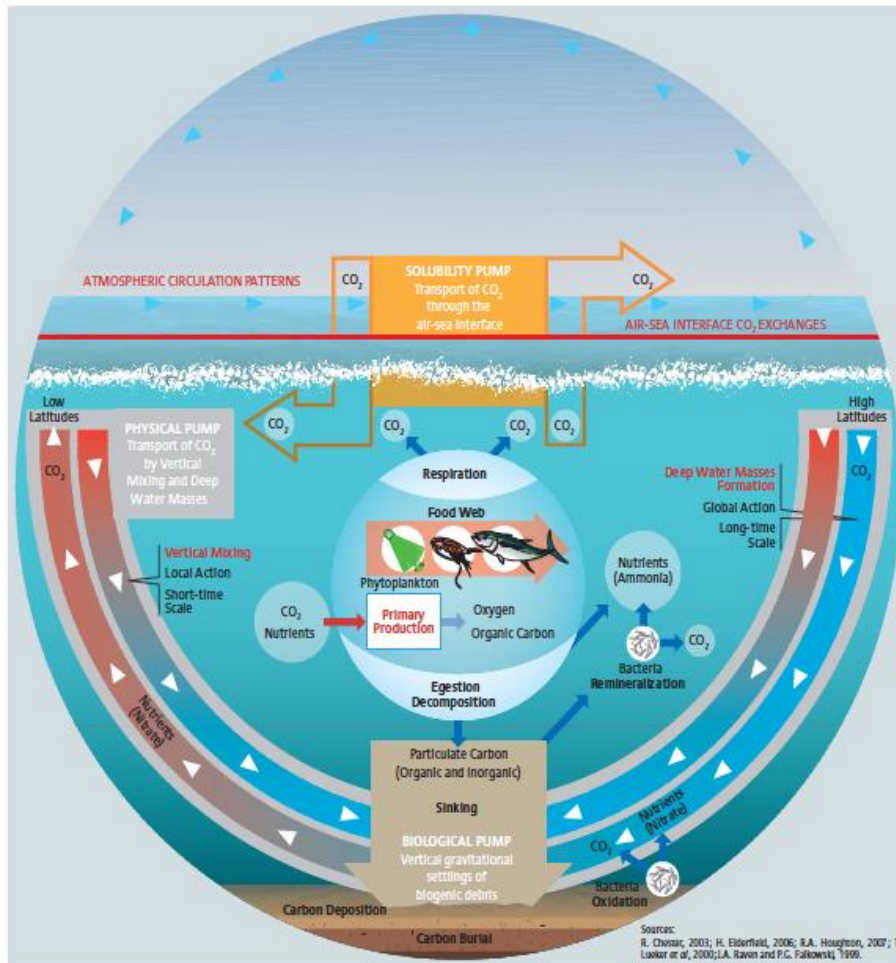 ATMOSPHERIC CIRCULATION PATTERNS
CO2
SOLUBILITY PUMP
Transport of CO2
through the
air-sea Interface
CO2
AIR-SEA INTERFACE CO2 EXCHANGES
Low
Latitudes
High
Latitudes
PHYSICAL PUMP
Transport of CO2
by Vertical
Mixing and Deep
Water Masses
CO2
CO2
CO2
CO2
CO2
CO2
CO2
Respiration
Food Web
Phytoplankton
Deep Water Masses
Formation
Global Action
Long-time
Scale
Vertical Mixing
Local Action
Short-time
Scale
Nutrients
(Ammonia)
CO2
Nutrients
Primary
Production
Oxygen
Organic Carbon
CO2
Bacteria
Remineralization
Egestion
Decomposition
Nutrients
(Nitrate)
Particulate Carbon
(Organic and Inorganic)
Sinking
BIOLOGICAL PUMP
Vertical gravitational
settlings of
biogenic debris
CO2
Nutrients
(Nitrate)
Bacteria
Oxidation
Carbon Deposition
Carbon Burial
Sources:
R. Chester, 2003; H. Elderfield, 2006; R.A. Houghton, 2007; T
Lueker et al, 2000; J.A. Raven and P.G. Falkowski, 1999.